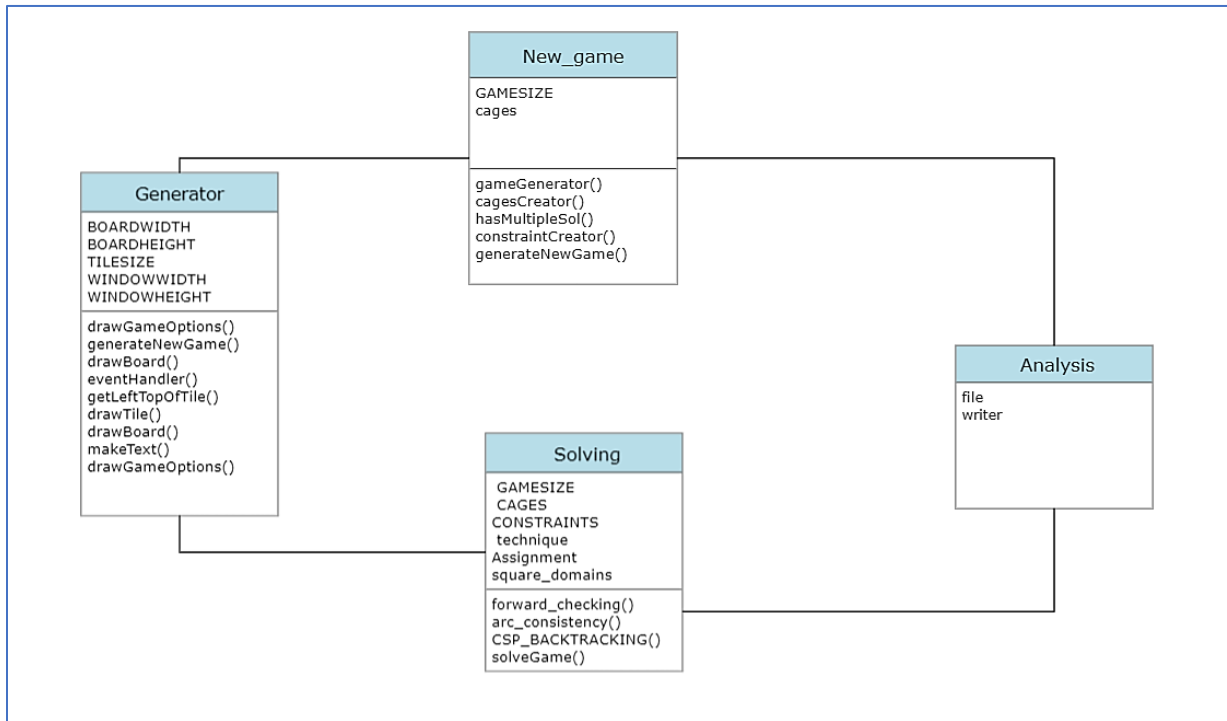 New_game
GAMESIZE
cages
gameGenerator()
cagesCreator()
hasMultipleSol()
constraintCreator()
generateNewGame()
Generator
BOARDWIDTH
BOARDHEIGHT
TILESIZE
WINDOWWIDTH
WINDOWHEIGHT
drawGameOptions()
generateNewGame()
drawBoard()
eventHandler()
getLeftTopOfTile()
drawTile()
drawBoard()
makeText()
drawGameOptions()
Analysis
file
writer
Solving
GAMESIZE
CAGES
CONSTRAINTS
technique
Assignment
square_domains
forward_checking()
arc_consistency()
CSP_BACKTRACKING()
solveGame()